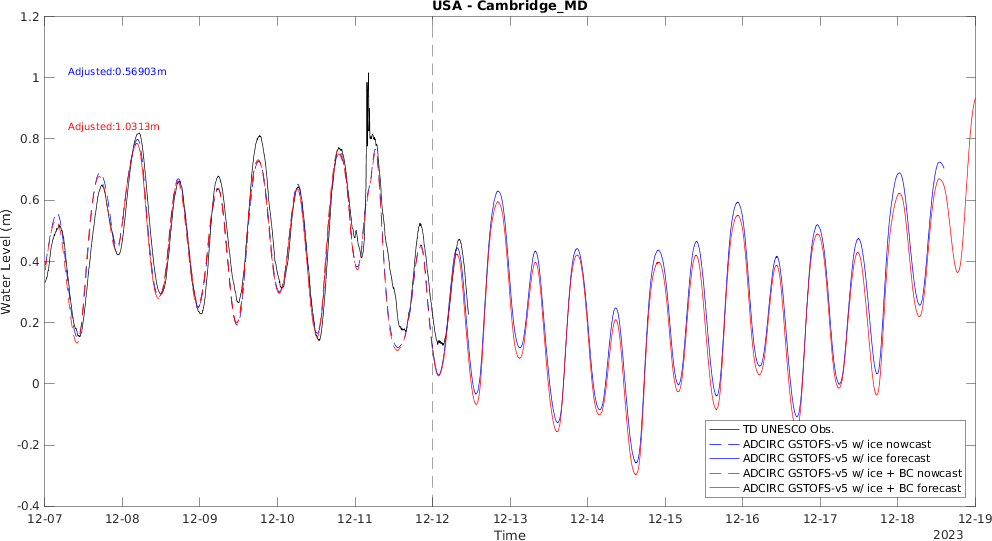 USA - Cambridge_MD
1.2
1
0.8
0.6
0.4
0.2
0
-0.2
-0.4
Water Level (m)
Adjusted:0.56903m
Adjusted:1.0313m
TD UNESCO Obs.
ADCIRC GSTOFS-v5 w/ ice nowcast
ADCIRC GSTOFS-v5 w/ ice forecast
ADCIRC GSTOFS-v5 w/ ice + BC nowcast
ADCIRC GSTOFS-v5 w/ ice + BC forecast
12-07 12-08 12-09 12-10 12-11 12-12 12-13 12-14 12-15 12-16 12-17 12-18 12-19
Time
2023